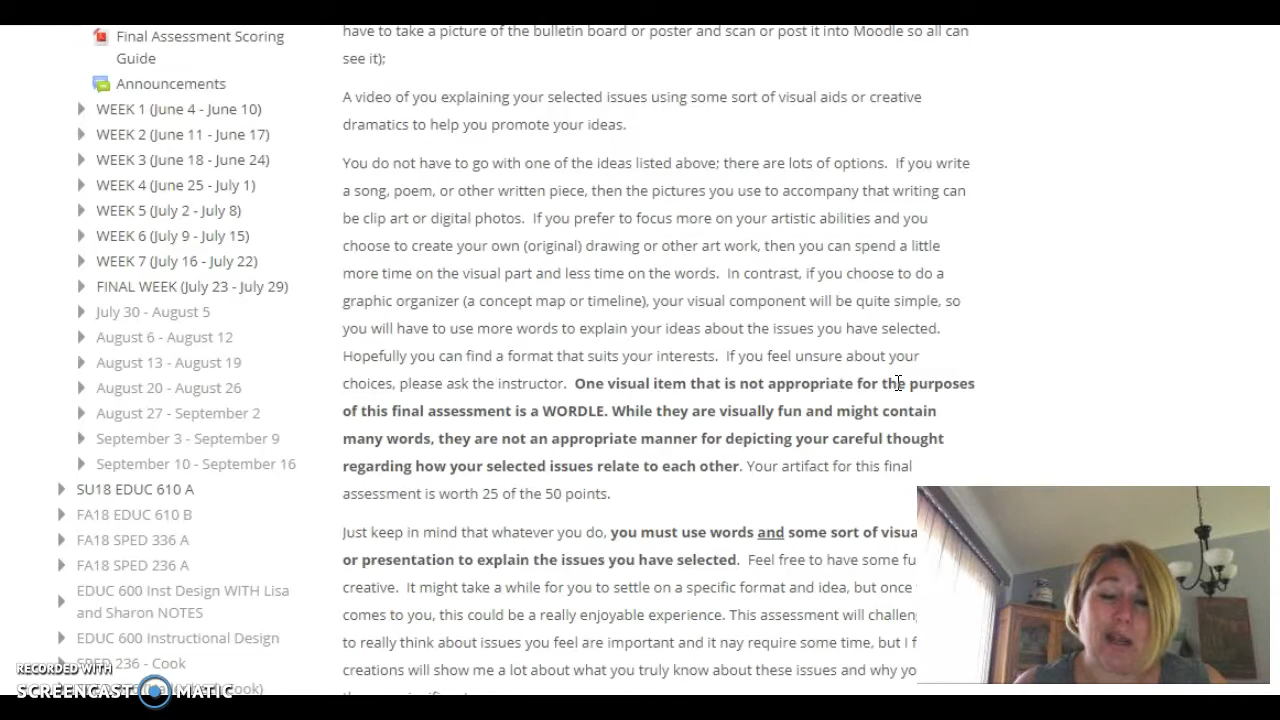 Final Assessment Scoring
Guide
Announcements
WEEK 1 (June 4 - June 10)
WEEK 2 (June 11 - June 17)
WEEK 3 (June 18 - June 24)
WEEK 4 (June 25 - July 1)
WEEK 5 (July 2 - July 8)
WEEK 6 (July 9 - July 15)
WEEK 7 (July 16 - July 22)
FINAL WEEK (July 23 - July 29)
July 30 - August 5
August 6 - August 12
August 13 - August 19
August 20 - August 26
August 27 - September 2
September 3 - September 9
September 10 - September 16
SU18 EDUC 610 A
FA18 EDUC 610 B
FA18 SPED 336 A
FA18 SPED 236 A
EDUC 600 Inst Design WITH Lisa
and Sharon NOTES
EDUC 600 Instructional Design
SPED 236 - Cook
Cook)
RECORDED WITH
SCREENCAST MATIC
have to take a picture of the bulletin board or poster and scan or post it into Moodle so all can
see it);
A video of you explaining your selected issues using some sort of visual aids or creative
dramatics to help you promote your ideas.
You do not have to go with one of the ideas listed above; there are lots of options. If you write
a song, poem, or other written piece, then the pictures you use to accompany that writing can
be clip art or digital photos. If you prefer to focus more on your artistic abilities and you
choose to create your own (original) drawing or other art work, then you can spend a little
more time on the visual part and less time on the words. In contrast, if you choose to do a
graphic organizer (a concept map or timeline), your visual component will be quite simple, so
you will have to use more words to explain your ideas about the issues you have selected.
Hopefully you can find a format that suits your interests. If you feel unsure about your
choices, please ask the instructor. One visual item that is not appropriate for the purposes
of this final assessment is a WORDLE. While they are visually fun and might contain
many words, they are not an appropriate manner for depicting your careful thought
regarding how your selected issues relate to each other. Your artifact for this final
assessment is worth 25 of the 50 points.
Just keep in mind that whatever you do, you must use words and some sort of visua
or presentation to explain the issues you have selected. Feel free to have some fu
creative. It might take a while for you to settle on a specific format and idea, but once
comes to you, this could be a really enjoyable experience. This assessment will challen
to really think about issues you feel are important and it nay require some time, but I f
creations will show me a lot about what you truly know about these issues and why yo